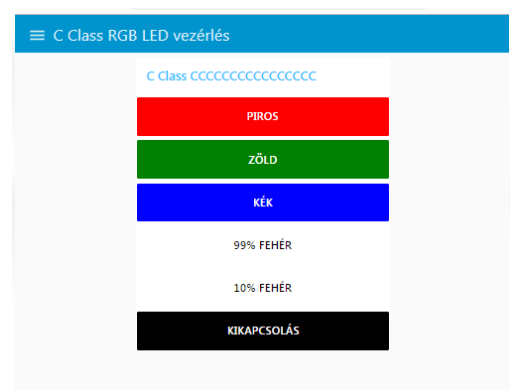 C Class RGB LED vezérlés
C Class CCCCCCCCCCCCCCCC
PIROS
ZÖLD
KÉK
99% FEHÉR
10% FEHÉR
KIKAPCSOLÁS